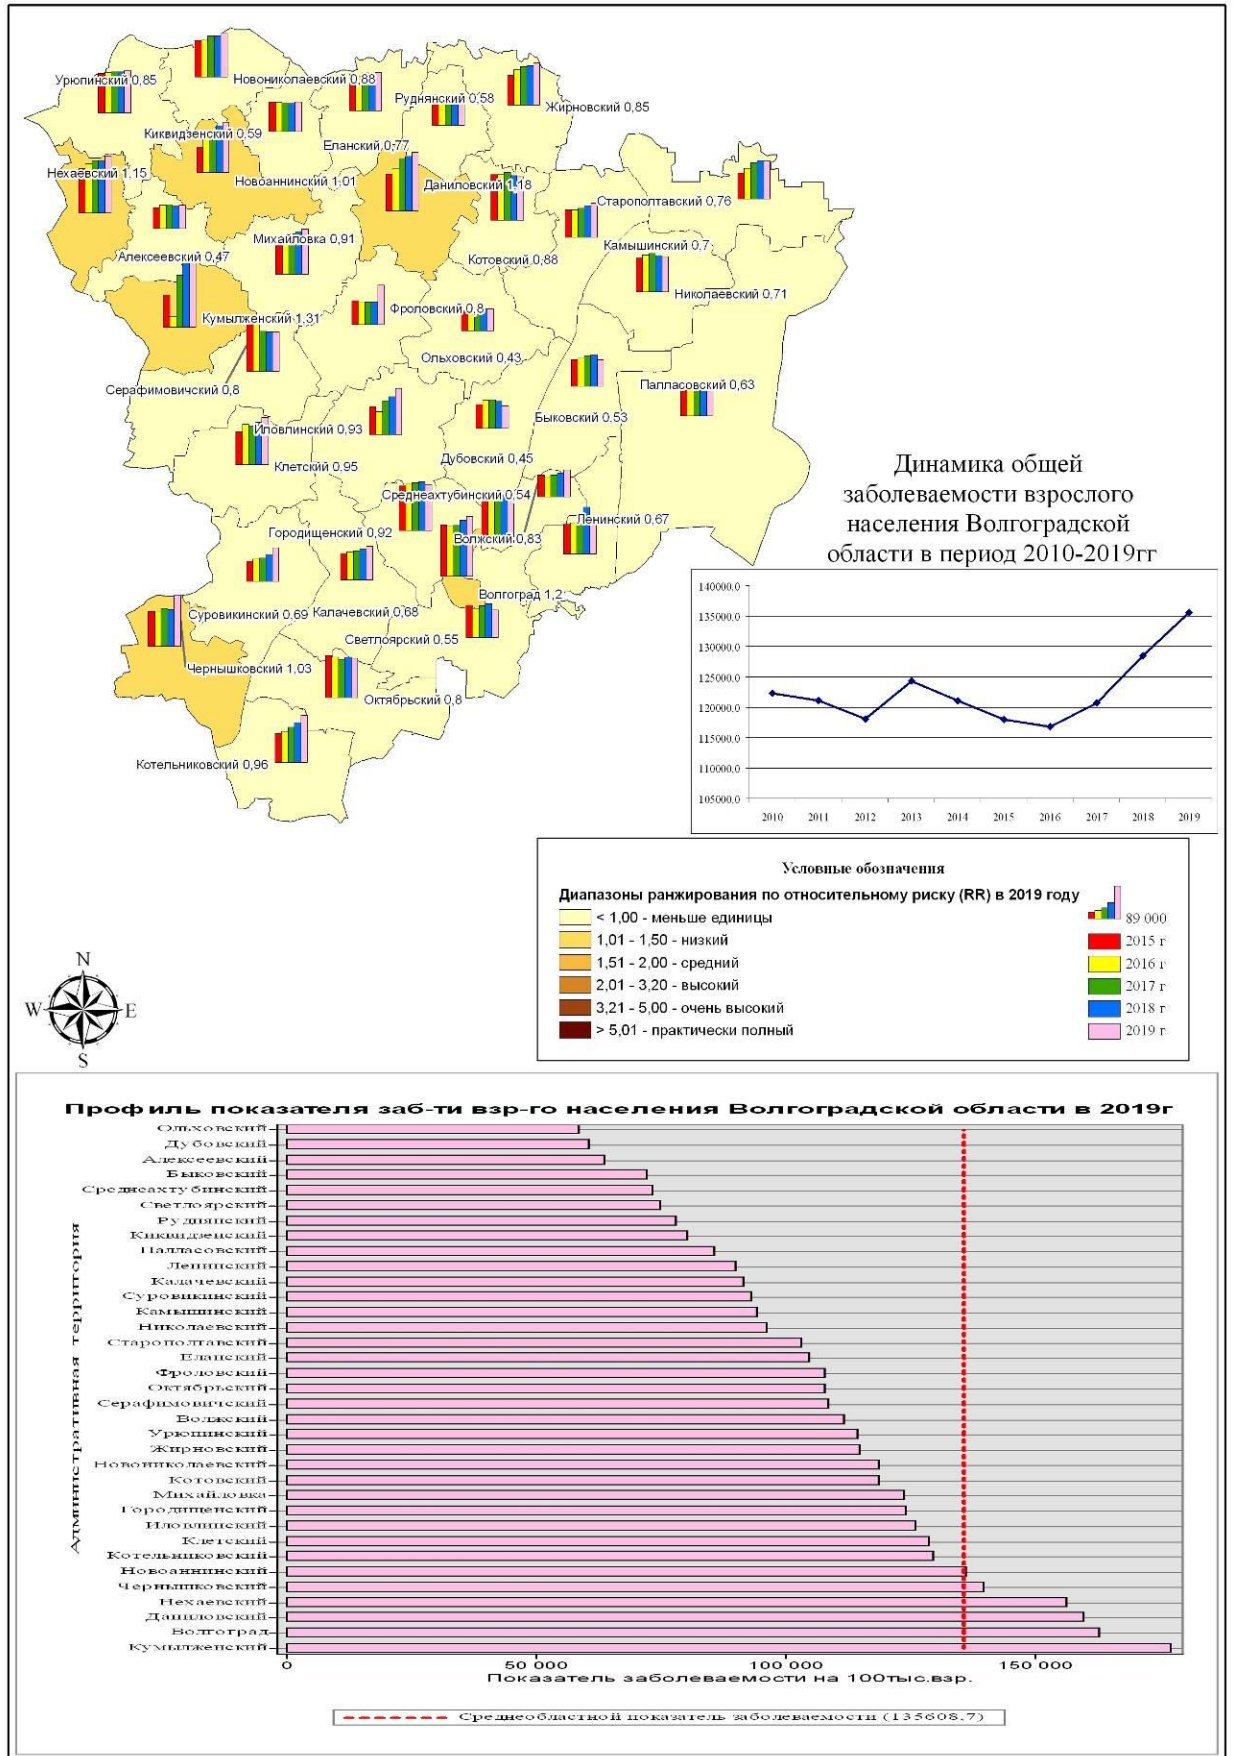 Урюпинский 0,85
Новониколаевский 0,88
Руднянский 0,58
Жирновский 0,85
Киквидзенский 0,59
Еланский 0,77
Нехаевский 1,15
Новоаннинский 1,01
Даниловский 1,18
Старополтавский 0,76
Михайловка 0,91
Камышинский 0,7
Алексеевский 0,47
Котовский 0,88
Николаевский 0,71
Кумылженский 1,31
Фроловский 0,8
Ольховский 0,43
Серафимовичский 0,8
Палласовский 0,63
Быковский 0,53
Иловлинский 0,93
Клетский 0,95
Дубовский 0,45
Среднеахтубинский 0,54
Ленинский 0,67
Городищенский 0,92
Волжский 0,83
Волгоград 1,2
Суровикинский 0,69
Калачевский 0,68
Светлоярский 0,55
Чернышковский 1,03
Октябрьский 0,8
Котельниковский 0,96
Динамика общей
заболеваемости взрослого
населения Волгоградской
области в период 2010-2019гг
140000,0
135000,0
130000,0
125000,0
120000,0
115000,0
110000,0
105000,0
2010 2011 2012 2013 2014 2015 2016 2017 2018 2019
Условные обозначения
Диапазоны ранжирования по относительному риску (RR) в 2019 году
< 1,00 - меньше единицы
1,01 - 1,50 - низкий
1,51 - 2,00 - средний
2,01 - 3,20 - высокий
3,21 - 5,00 - очень высокий
> 5,01 - практически полный
89 000
2015 г
2016 г
2017 г
2018 г
2019 г
N
W E
S
Профиль показателя заб-ти взр-го населения Волгоградской области в 2019г
Административная территория
Ольховский
Дубовский
Алексеевский
Быковский
Среднеахтубинский
Светлоярский
Руднянский
Киквидзенский
Палласовский
Ленинский
Калачевский
Суровикинский
Камышинский
Николаевский
Старополтавский
Еланский
Фроловский
Октябрьский
Серафимовичский
Волжский
Урюпинский
Жирновский
Новониколаевский
Котовский
Михайловка
Городищенский
Иловлинский
Клетский
Котельниковский
Новоаннинский
Чернышковский
Нехаевский
Даниловский
Волгоград
Кумылженский
0 50 000 100 000 150 000
Показатель заболеваемости на 100тыс.взр.
Среднеобластной показатель заболеваемости (135608,7)